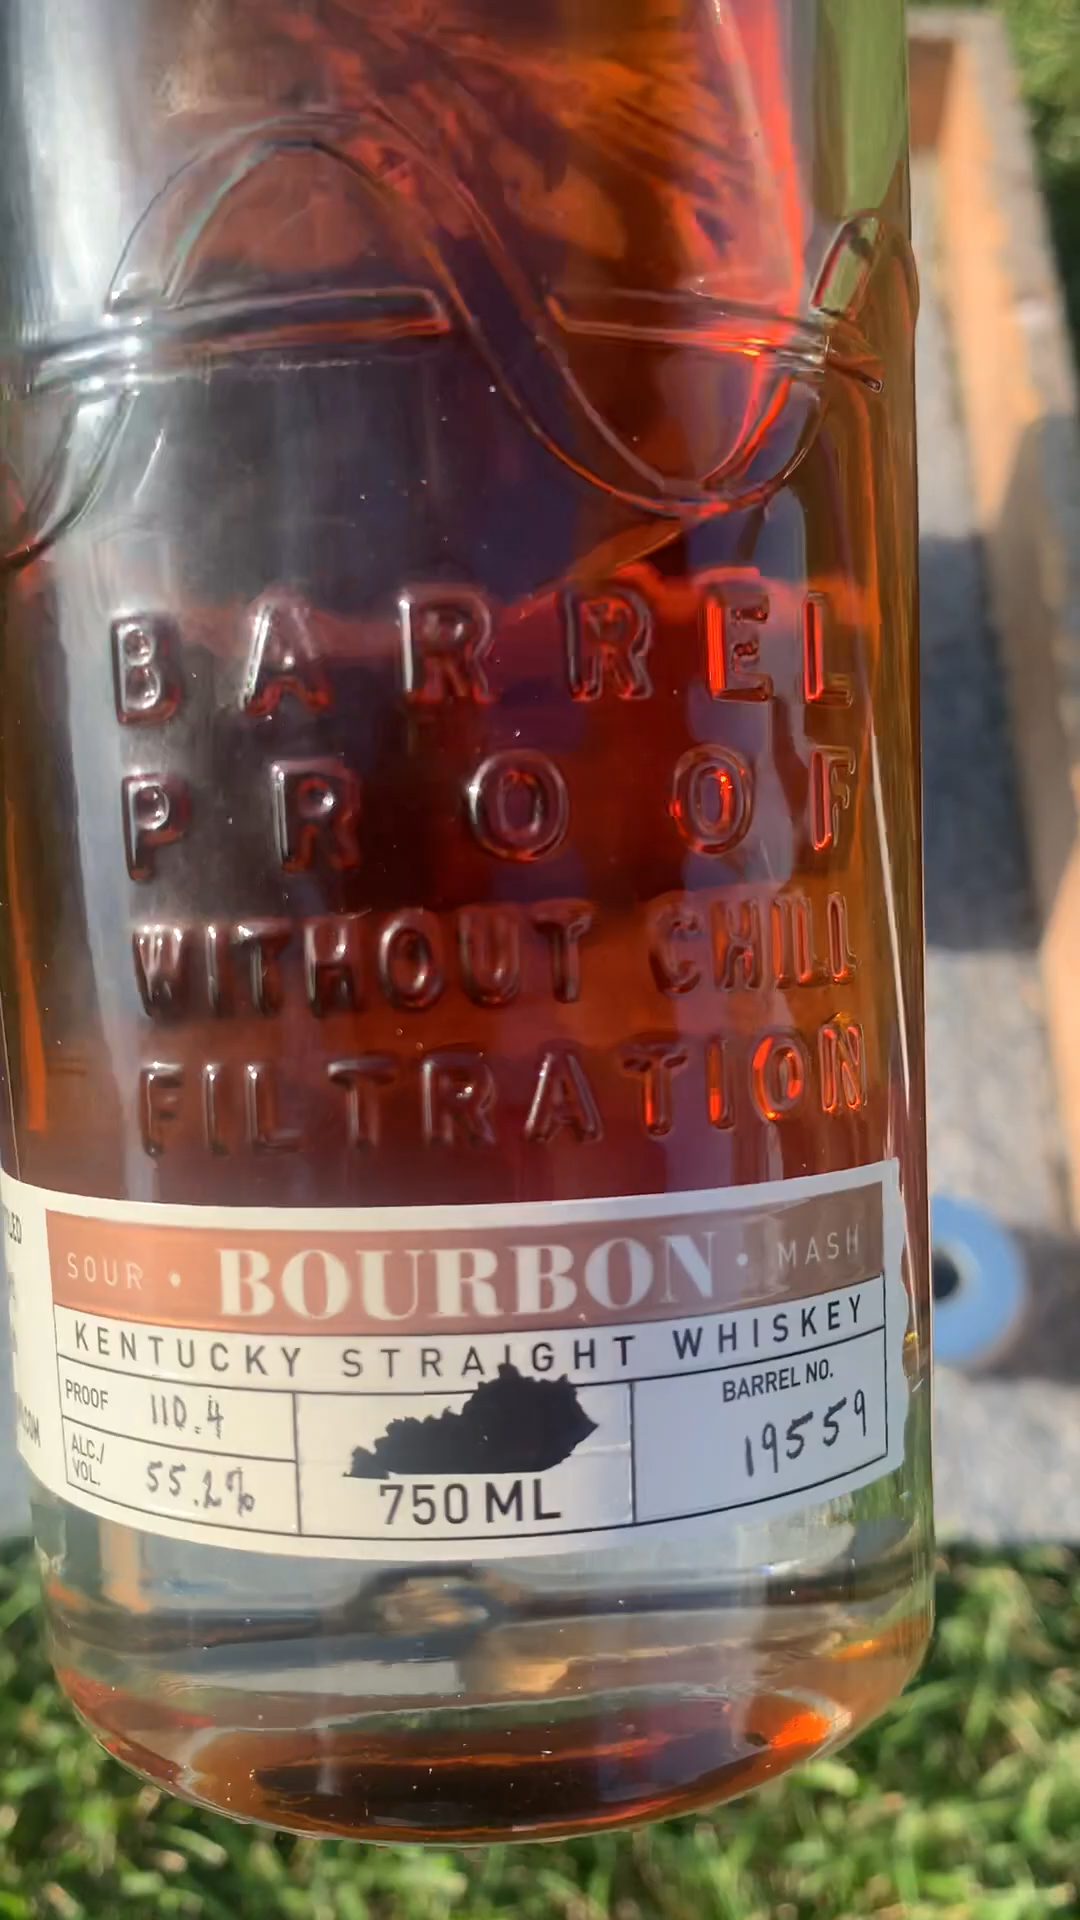 BARREL
PROOF
WITHOUT CHILL
FILTRATION
SOUR · BOURBON · MASH
KENTUCKY STRAIGHT WHISKEY
PROOF 110.4
ALC./VOL. 55.2%
750 ML
BARREL NO.
19559